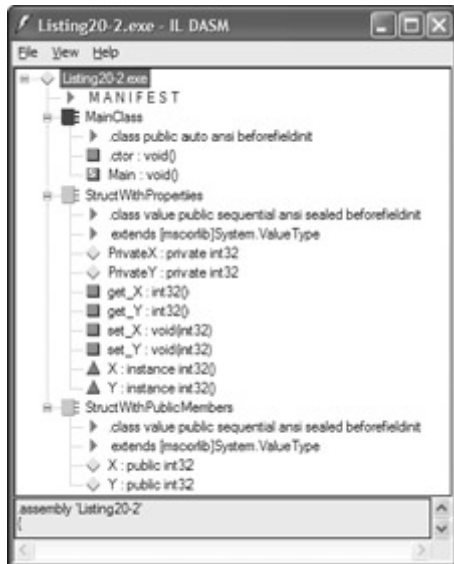 Listing20-2.exe - IL DASM
File View Help
Listing20-2.exe
MANIFEST
MainClass
.class public auto ansi beforefieldinit
.ctor : void()
Main : void()
StructWithProperties
.class value public sequential ansi sealed beforefieldinit
extends [mscorlib]System.ValueType
PrivateX : private int32
PrivateY : private int32
get_X : int32()
get_Y : int32()
set_X : void(int32)
set_Y : void(int32)
X : instance int32()
Y : instance int32()
StructWithPublicMembers
.class value public sequential ansi sealed beforefieldinit
extends [mscorlib]System.ValueType
X : public int32
Y : public int32
.assembly 'Listing20-2'
{